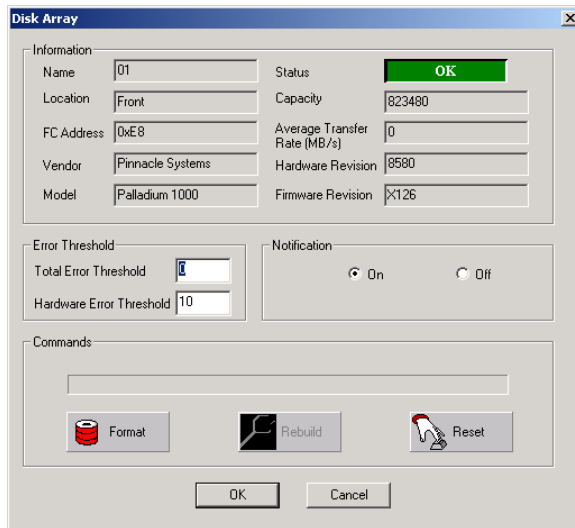 Disk Array
Information
Name 01 Status OK
Location Front Capacity 823480
FC Address 0xE8 Average Transfer
Rate (MB/s) 0
Vendor Pinnacle Systems Hardware Revision 8580
Model Palladium 1000 Firmware Revision X126
Error Threshold Notification
Total Error Threshold 0 On Off
Hardware Error Threshold 10
Commands
Format Rebuild Reset
OK Cancel